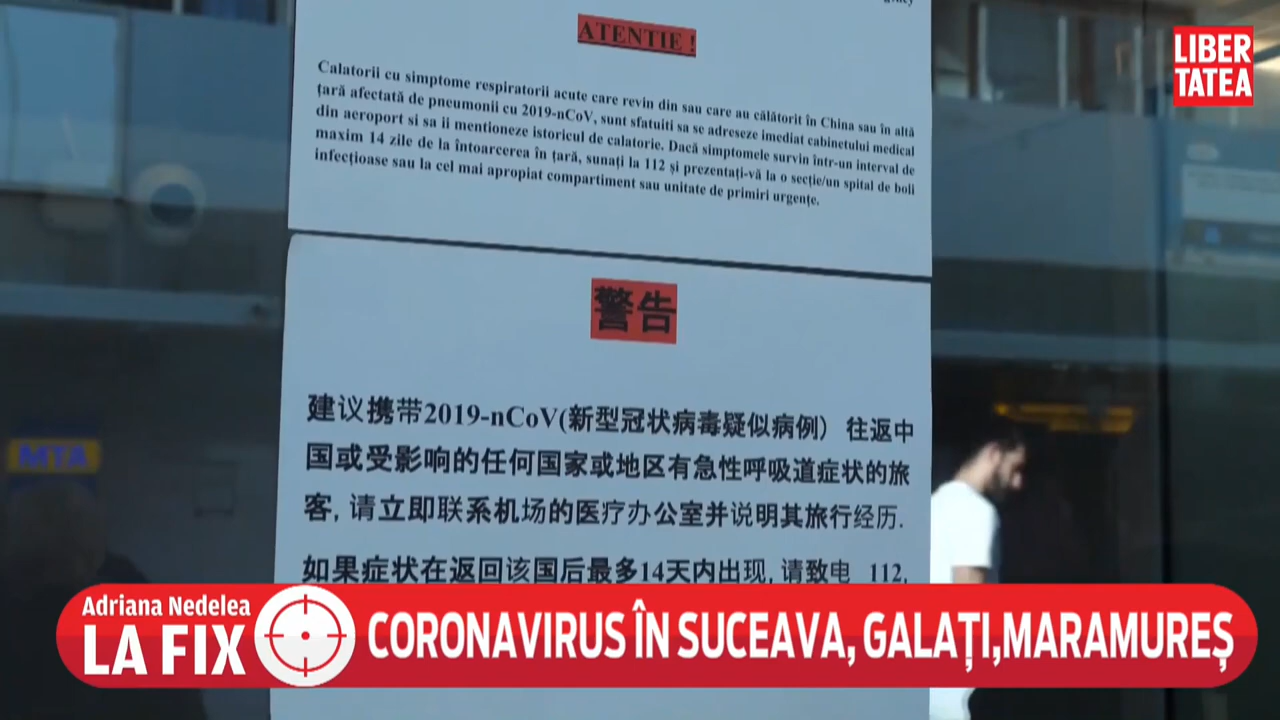 ATENTIE !
Calatorii cu simptome respiratorii acute care revin din sau care au călătorit în China sau în altă
țară afectată de pneumonii cu 2019-nCoV, sunt sfatuiti sa se adreseze imediat cabinetului medical
din aeroport si sa ii mentioneze istoricul de calatorie. Dacă simptomele survin într-un interval de
maxim 14 zile de la întoarcerea în țară, sunați la 112 și prezentați-vă la o secție/un spital de boli
infecțioase sau la cel mai apropiat compartiment sau unitate de primiri urgențe.
警告
建议携带2019-nCoV(新型冠状病毒疑似病例) 往返中
国或受影响的任何国家或地区有急性呼吸道症状的旅
客, 请立即联系机场的医疗办公室并说明其旅行经历.
如果症状在返回该国后最多14天内出现, 请致电 112,
LIBER
TATEA
MTA
Adriana Nedelea
LA FIX
CORONAVIRUS ÎN SUCEAVA, GALAȚI,MARAMUREȘ